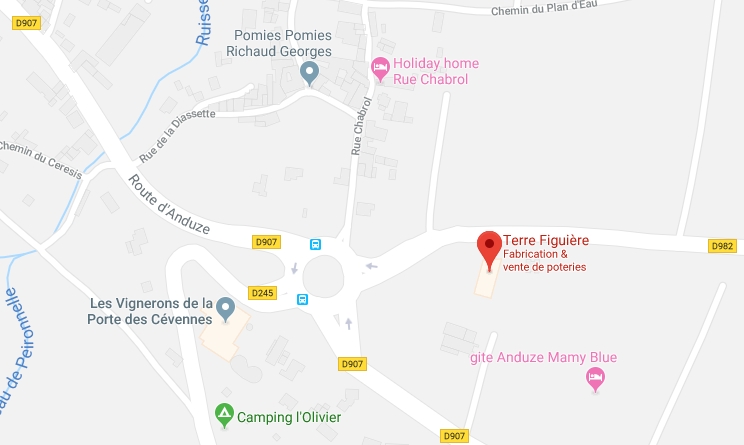 Chemin du Plan d'Eau
D907
Ruisse
Pomies Pomies
Richaud Georges
Holiday home
Rue Chabrol
Rue Chabrol
Rue de la Diassette
Chemin du Ceresis
Route d'Anduze
D907
Terre Figuière
Fabrication &
vente de poteries
D982
D245
Les Vignerons de la
Porte des Cévennes
eau de Peironnelle
D907
gite Anduze Mamy Blue
Camping l'Olivier
D907